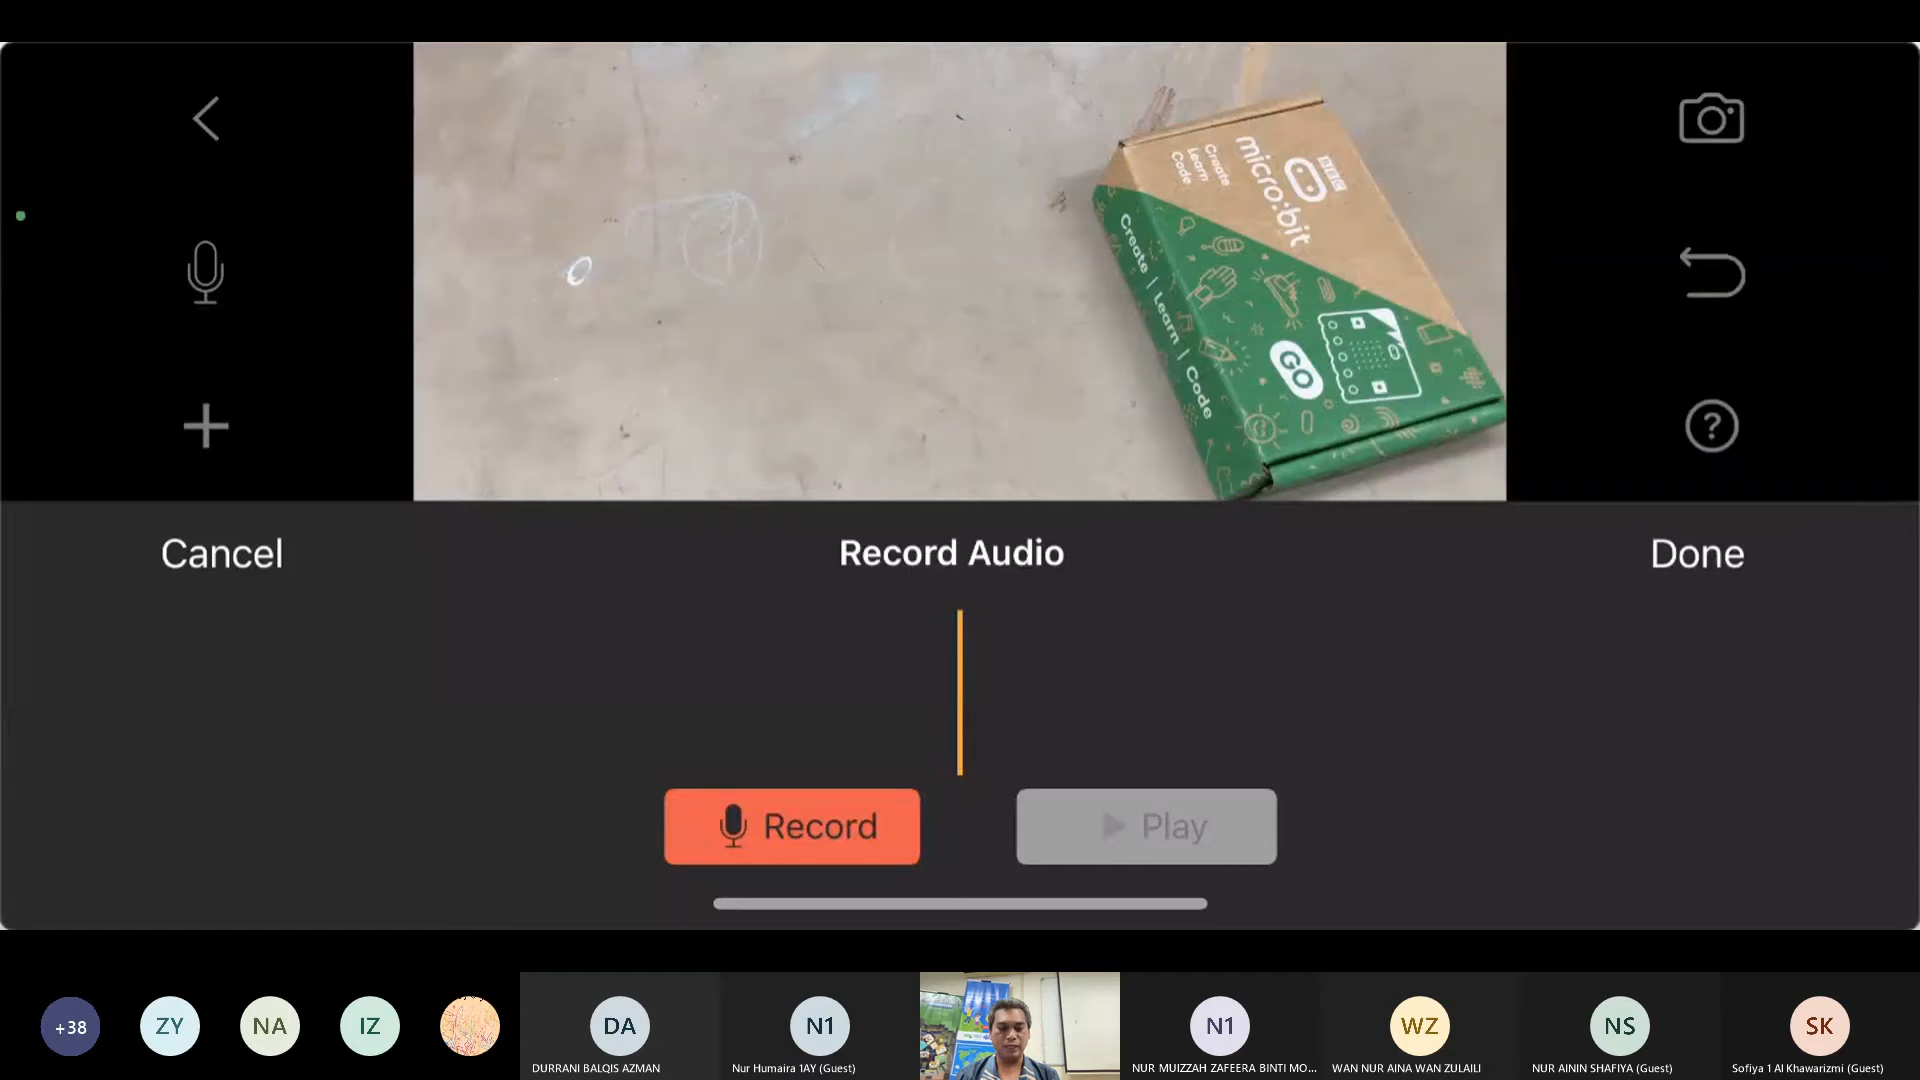 BBC
micro:bit
Create
Learn
Code
Create | Learn | Code
GO
?
Cancel
Record Audio
Done
Record
Play
+38
ZY
NA
IZ
DA
DURRANI BALQIS AZMAN
N1
Nur Humaira 1AY (Guest)
N1
NUR MUIZZAH ZAFEERA BINTI MO...
WZ
WAN NUR AINA WAN ZULAILI
NS
NUR AININ SHAFIYA (Guest)
SK
Sofiya 1 Al Khawarizmi (Guest)